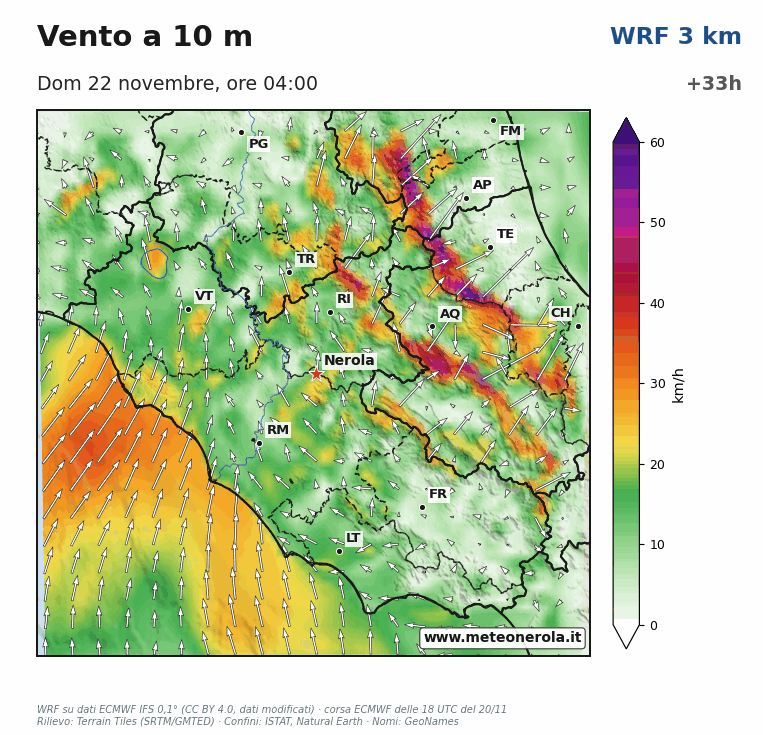 Vento a 10 m
WRF 3 km
Dom 22 novembre, ore 04:00
+33h
PG
FM
AP
TE
TR
VT
RI
AQ
CH
Nerola
RM
FR
LT
60
50
40
30
20
10
0
km/h
www.meteonerola.it
WRF su dati ECMWF IFS 0,1° (CC BY 4.0, dati modificati) · corsa ECMWF delle 18 UTC del 20/11
Rilievo: Terrain Tiles (SRTM/GMTED) · Confini: ISTAT, Natural Earth · Nomi: GeoNames